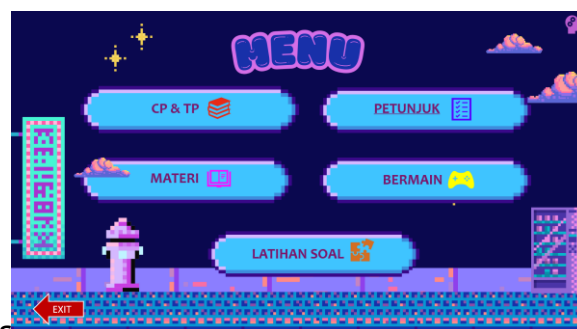 MENU
CP & TP
PETUNJUK
MATERI
BERMAIN
LATIHAN SOAL
EXIT